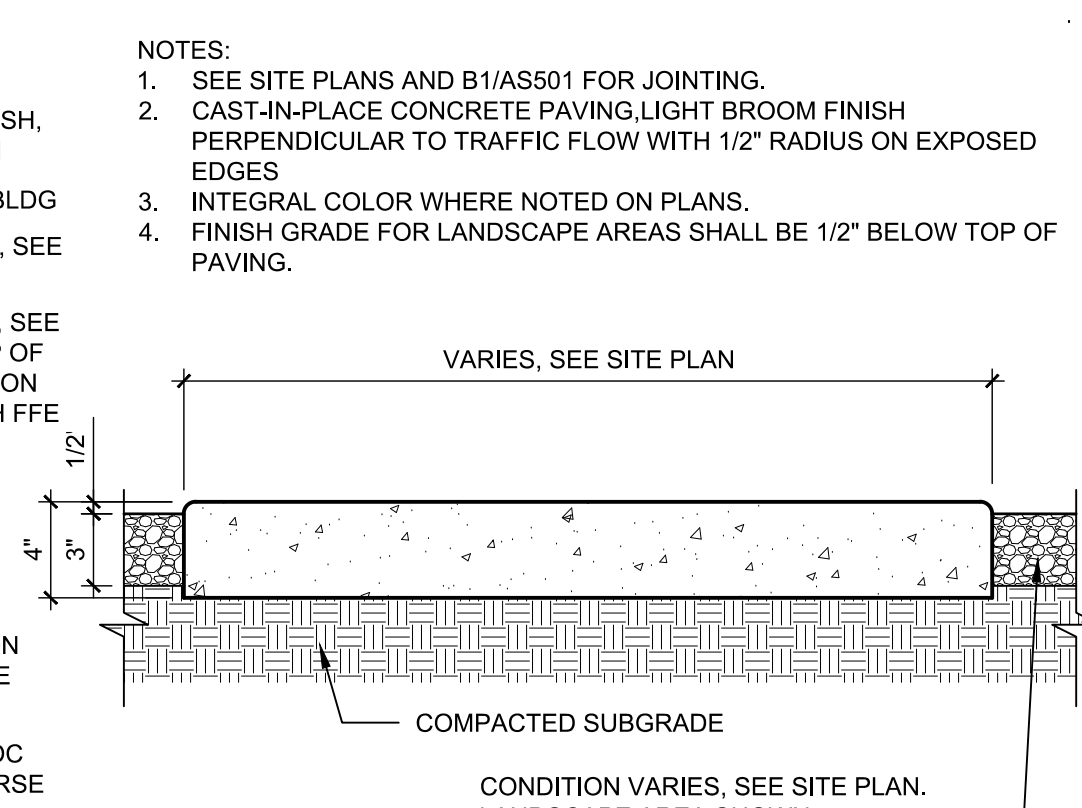 NOTES:
1. SEE SITE PLANS AND B1/AS501 FOR JOINTING.
2. CAST-IN-PLACE CONCRETE PAVING,LIGHT BROOM FINISH
PERPENDICULAR TO TRAFFIC FLOW WITH 1/2" RADIUS ON EXPOSED
EDGES
3. INTEGRAL COLOR WHERE NOTED ON PLANS.
4. FINISH GRADE FOR LANDSCAPE AREAS SHALL BE 1/2" BELOW TOP OF
PAVING.
SH,
BLDG
, SEE
SEE
OF
ON
H FFE
VARIES, SEE SITE PLAN
1/2'
4"
3"
COMPACTED SUBGRADE
CONDITION VARIES, SEE SITE PLAN.
N
E
OC
RSE